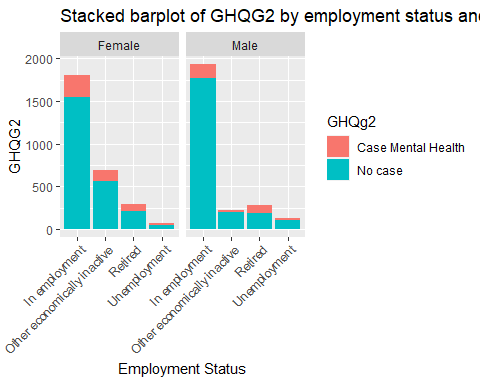 Stacked barplot of GHQG2 by employment status and
Female
Male
GHQG2
2000
1500
1000
500
0
In employment
Other economically inactive
Retired
Unemployment
In employment
Other economically inactive
Retired
Unemployment
Employment Status
GHQg2
Case Mental Health
No case